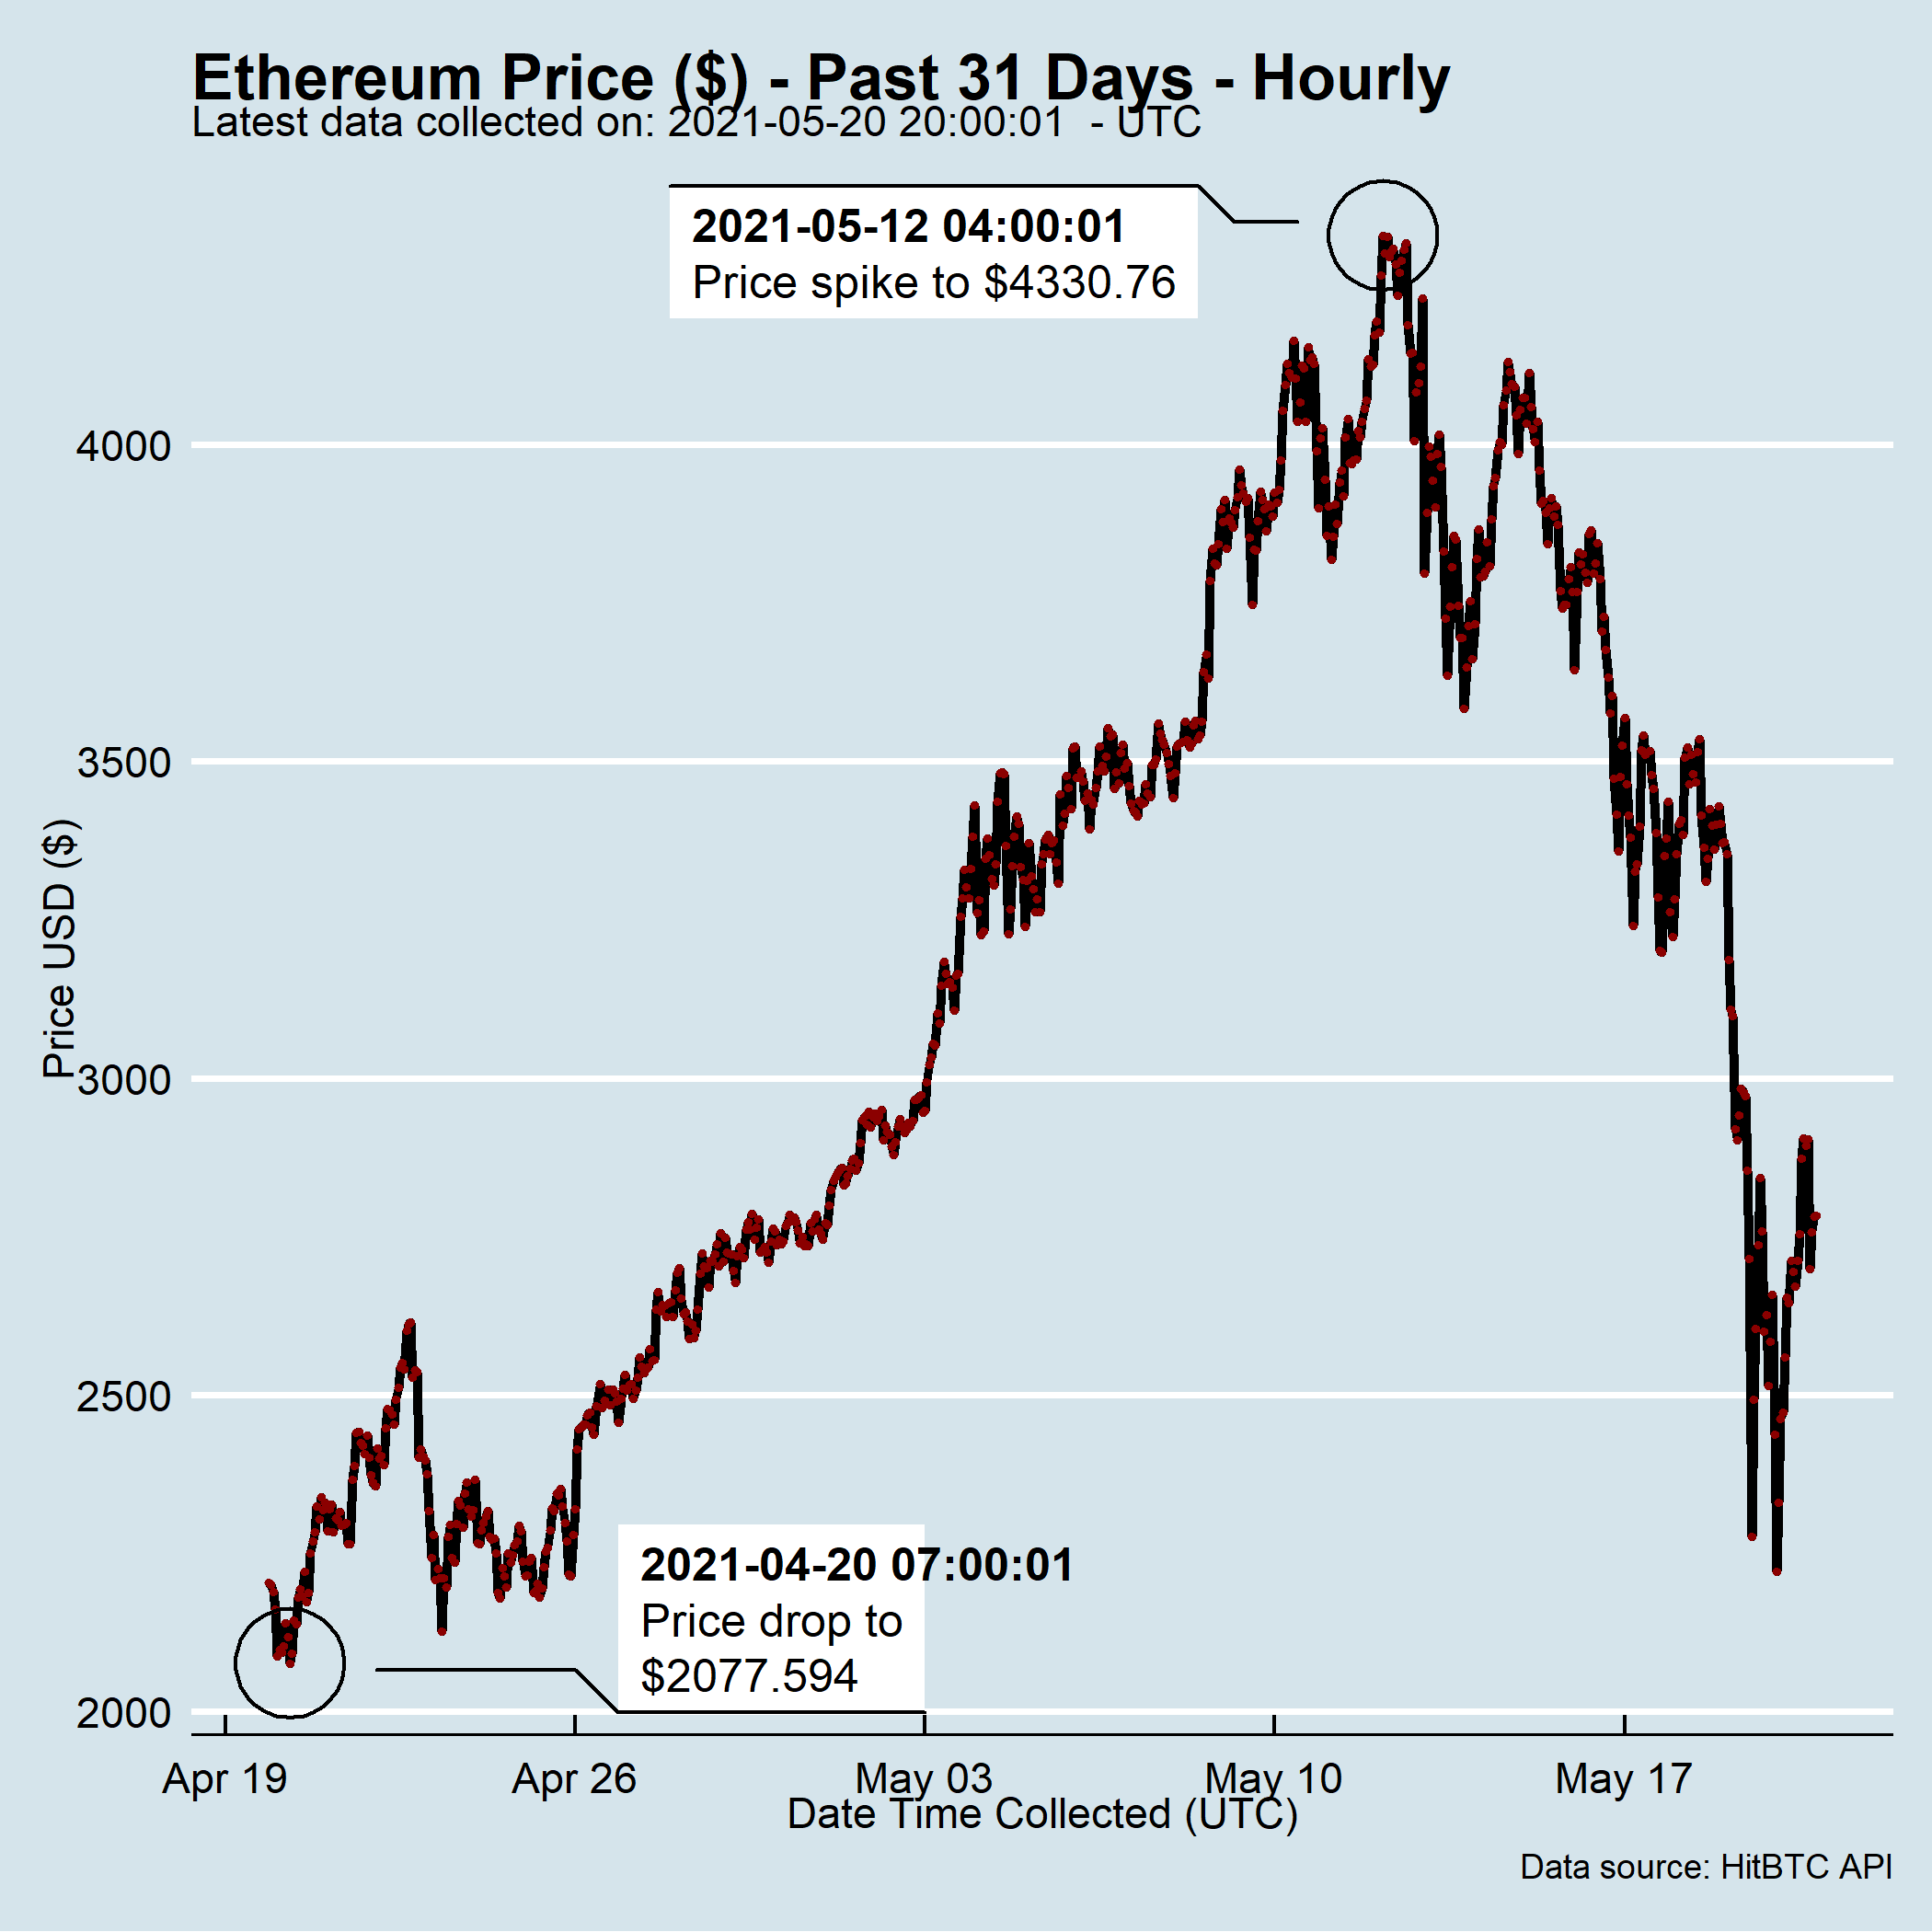 Ethereum Price ($) - Past 31 Days - Hourly
Latest data collected on: 2021-05-20 20:00:01  - UTC
2021-05-12 04:00:01
Price spike to $4330.76
4000
3500
Price USD ($)
3000
2500
2021-04-20 07:00:01
Price drop to
$2077.594
2000
Apr 19
Apr 26
May 03
May 10
May 17
Date Time Collected (UTC)
Data source: HitBTC API